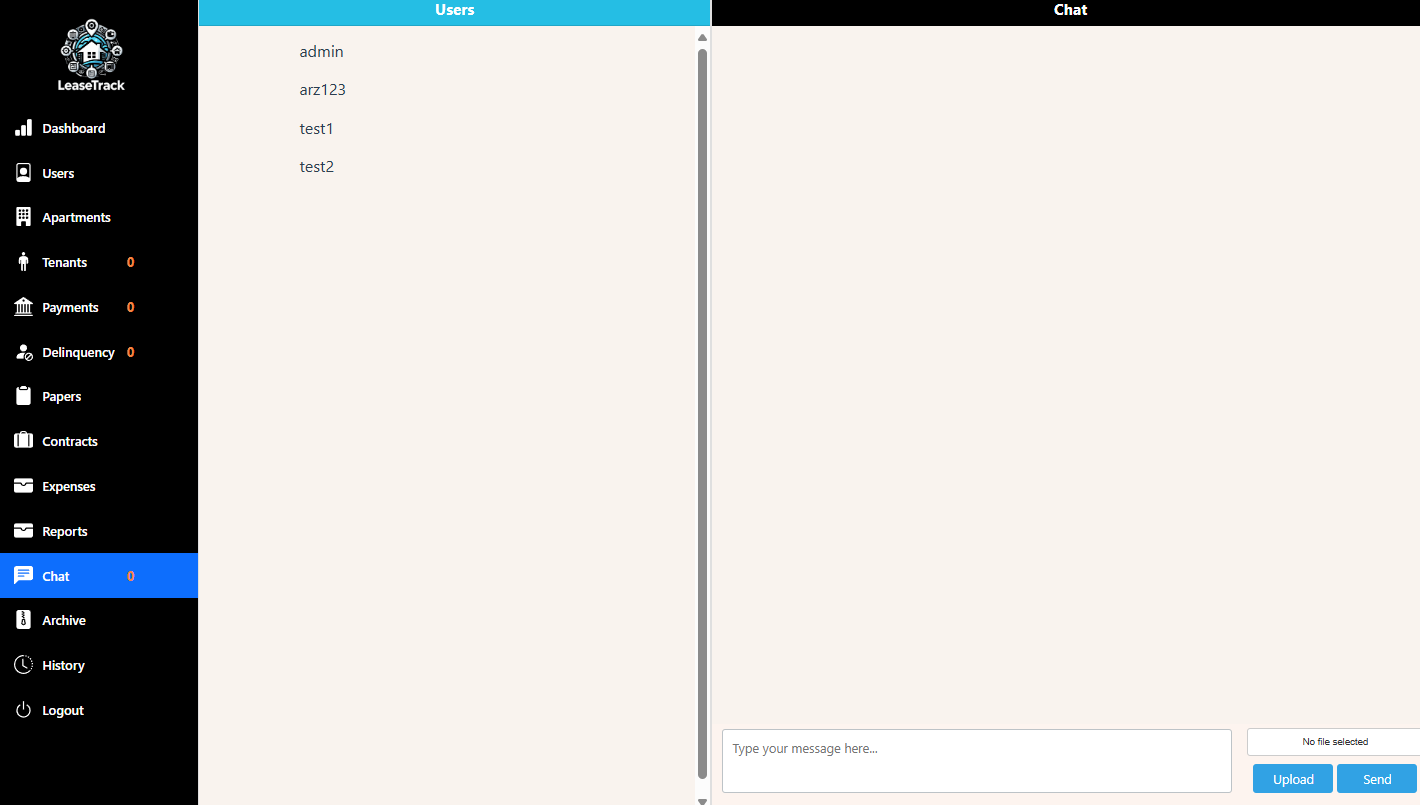 LeaseTrack
Dashboard
Users
Apartments
Tenants 0
Payments 0
Delinquency 0
Papers
Contracts
Expenses
Reports
Chat 0
Archive
History
Logout
Users
admin
arz123
test1
test2
Chat
Type your message here...
No file selected
Upload
Send